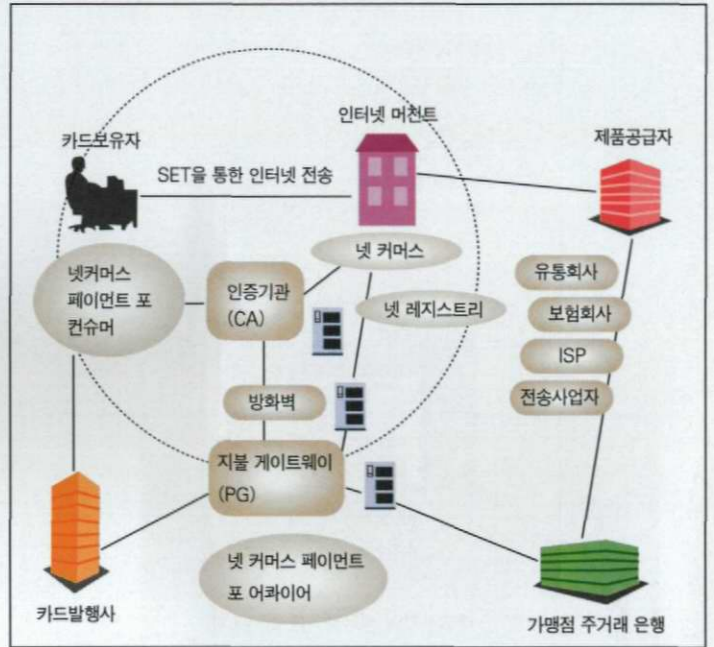 인터넷 머천트
카드보유자
제품공급자
SET을 통한 인터넷 전송
넷 커머스
넷커머스
페이먼트 포
컨슈머
인증기관
(CA)
유통회사
넷 레지스트리
보험회사
ISP
방화벽
전송사업자
지불 게이트웨이
(PG)
넷 커머스 페이먼트
포 어콰이어
카드발행사
가맹점 주거래 은행